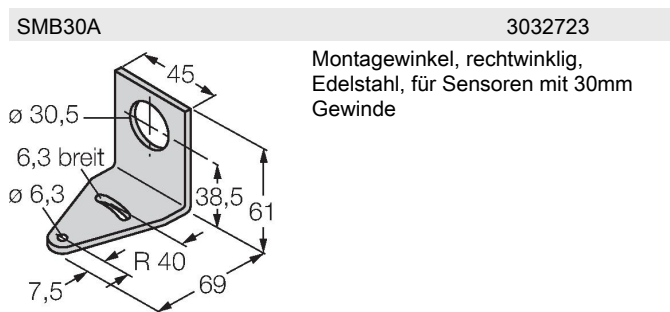 SMB30A 3032723
Montagewinkel, rechtwinklig,
Edelstahl, für Sensoren mit 30mm
Gewinde
45
ø 30,5
6,3 breit
ø 6,3
38,5
61
R 40
7,5
69